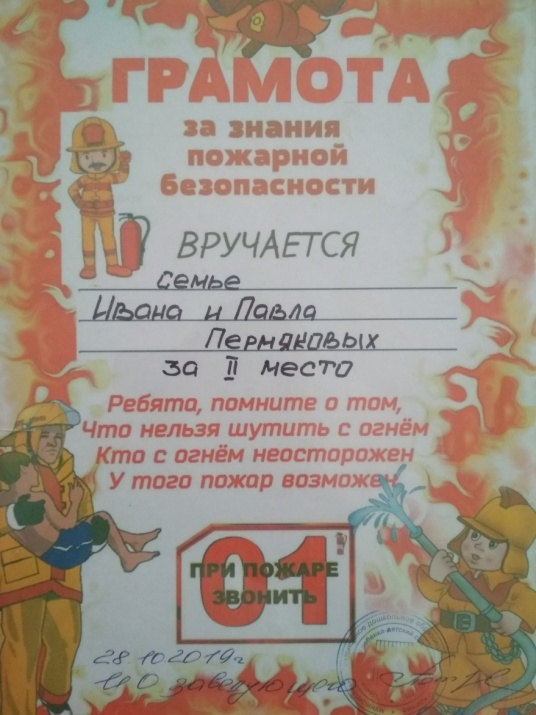 ГРАМОТА
за знания
пожарной
безопасности
ВРУЧАЕТСЯ
Семье
Ивана и Павла
Пермяковых
за II место
Ребята, помните о том,
Что нельзя шутить с огнём
Кто с огнём неосторожен
У того пожар возможен
01
ПРИ ПОЖАРЕ
ЗВОНИТЬ
28.10.2019г
И О заведующего